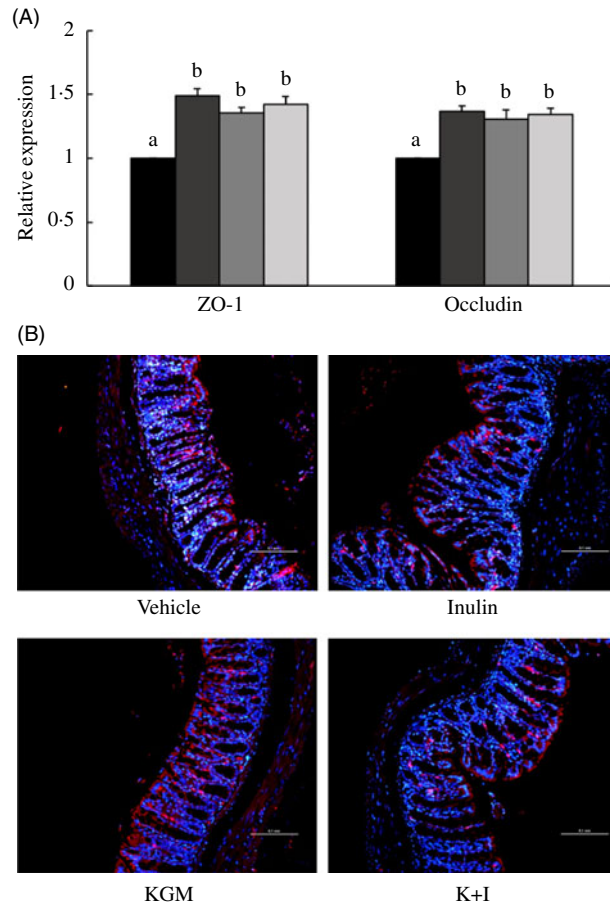 (A)
2
1·5
1
0·5
0
Relative expression
a b b b a b b b
ZO-1 Occludin
(B)
Vehicle Inulin
KGM K+I